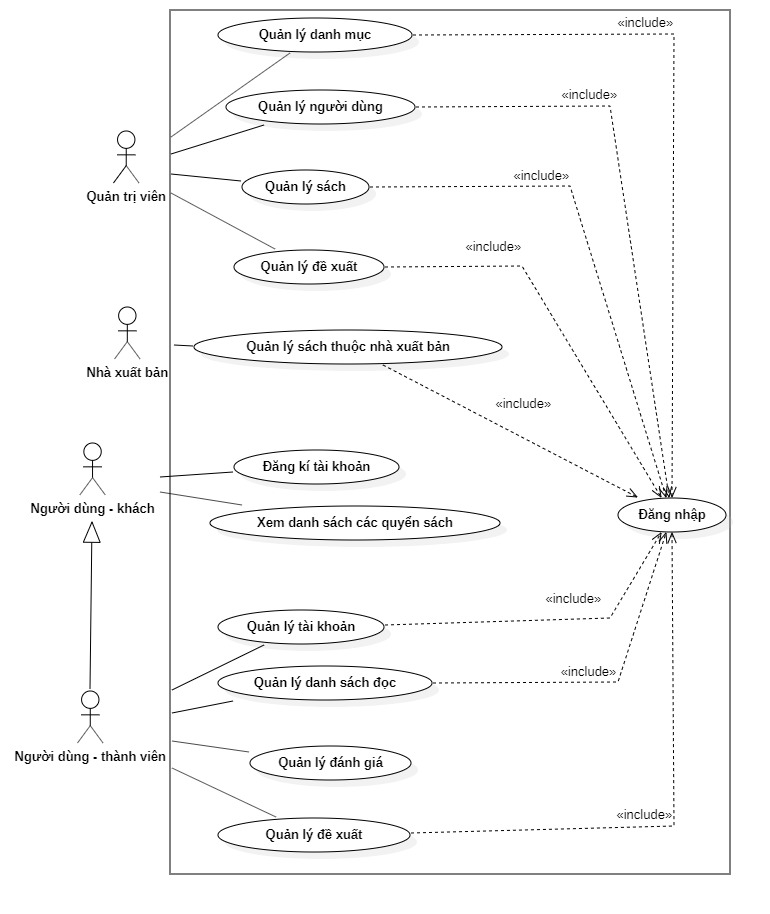 «include»
Quản lý danh mục
«include»
Quản lý người dùng
«include»
Quản lý sách
Quản trị viên
«include»
Quản lý đề xuất
Quản lý sách thuộc nhà xuất bản
Nhà xuất bản
«include»
Đăng kí tài khoản
Người dùng - khách
Xem danh sách các quyển sách
Đăng nhập
«include»
Quản lý tài khoản
«include»
Quản lý danh sách đọc
Người dùng - thành viên
Quản lý đánh giá
«include»
Quản lý đề xuất